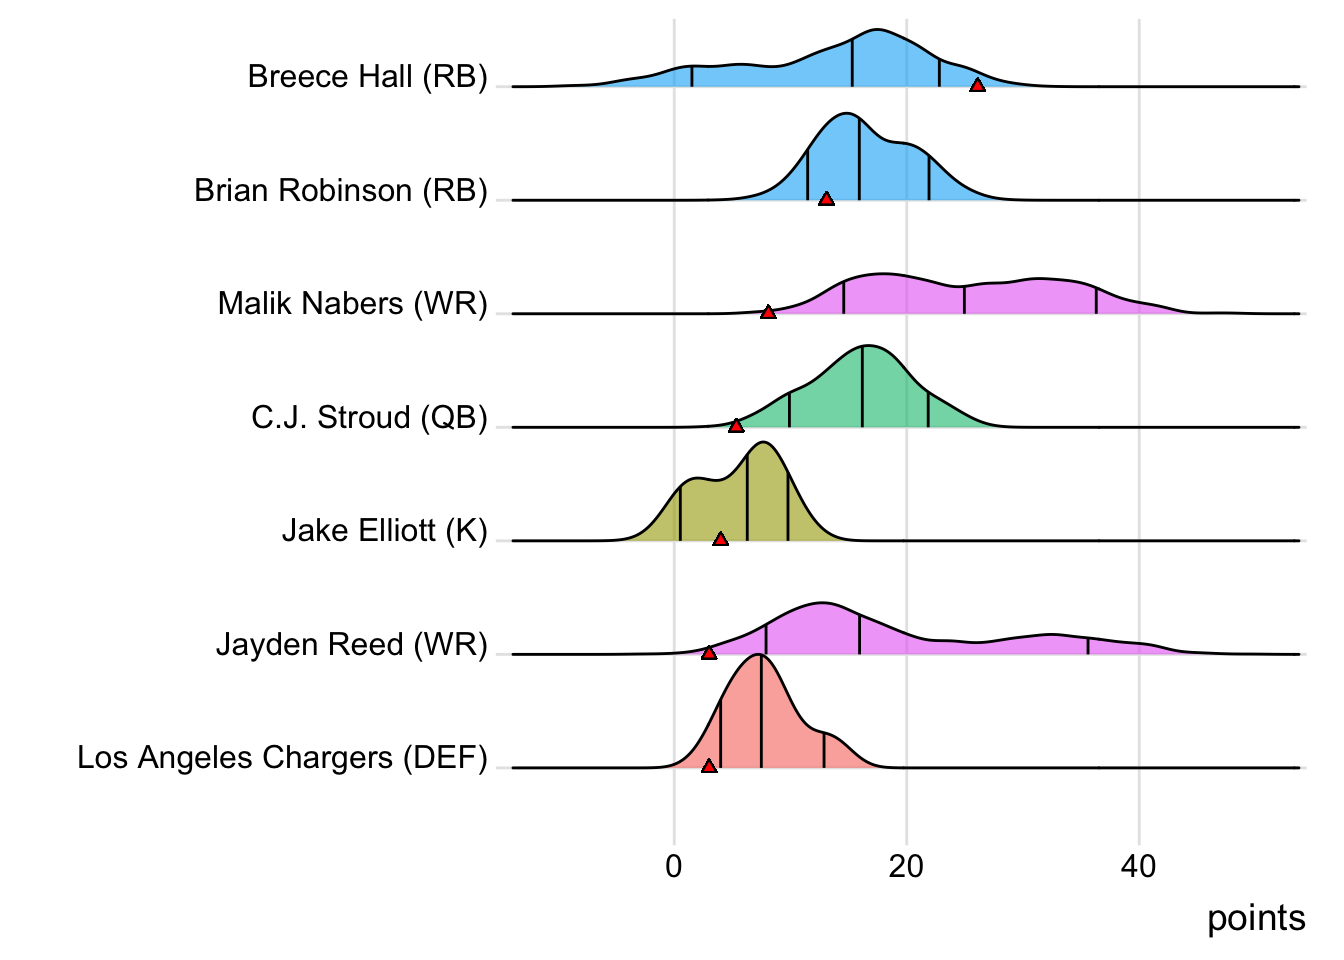 Breece Hall (RB)
Brian Robinson (RB)
Malik Nabers (WR)
C.J. Stroud (QB)
Jake Elliott (K)
Jayden Reed (WR)
Los Angeles Chargers (DEF)
0 20 40
points